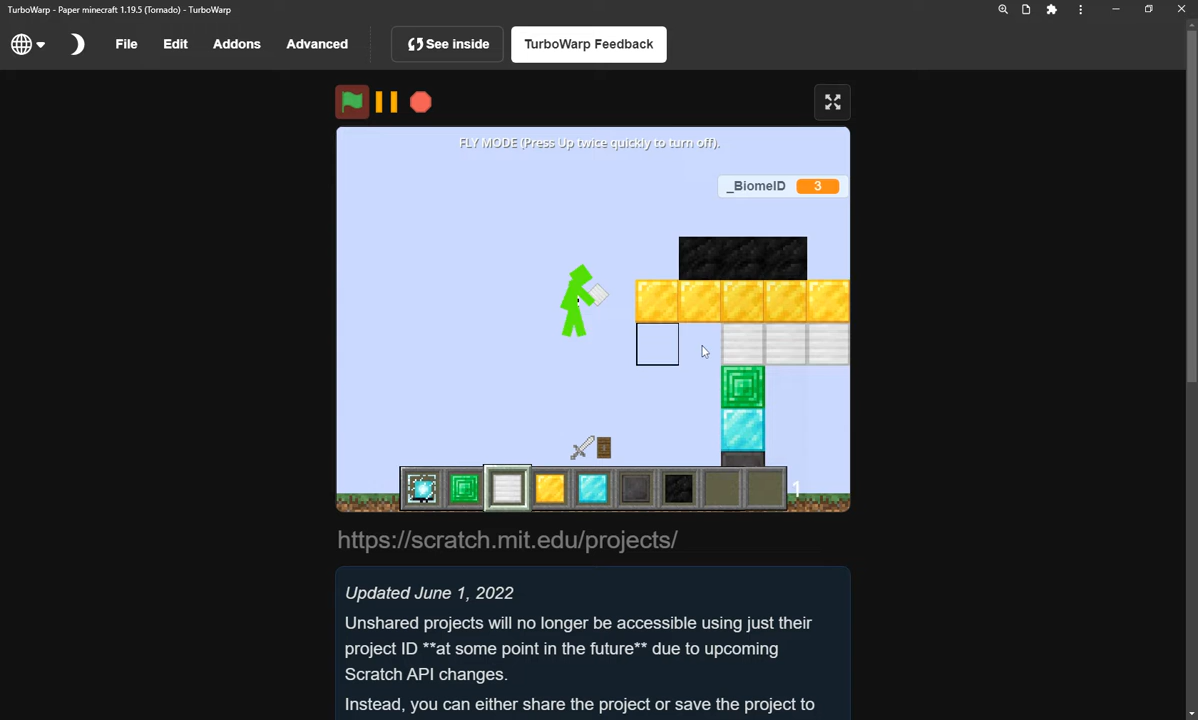 TurboWarp - Paper minecraft 1.19.5 (Tornado) - TurboWarp
File Edit Addons Advanced See inside TurboWarp Feedback
FLY MODE (Press Up twice quickly to turn off).
_BiomeID 3
1
https://scratch.mit.edu/projects/
Updated June 1, 2022
Unshared projects will no longer be accessible using just their
project ID **at some point in the future** due to upcoming
Scratch API changes.
Instead, you can either share the project or save the project to